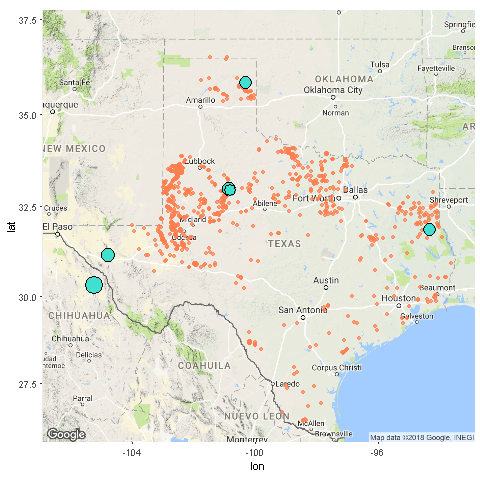 37.5
35.0
32.5
30.0
27.5
lat
Springfi
Tulsa
Branson
Fayetteville
Santa Fe
OKLAHOMA
Oklahoma City
Amarillo
Norman
NEW MEXICO
AR
Lubbock
Abilene
Fort Worth
Dallas
Shreveport
Cruces
El Paso
Midland
Odessa
TEXAS
Austin
Beaumont
Houston
San Antonio
Galveston
CHIHUAHUA
Chihuahua
Delicias
COAHUILA
Corpus Christi
Laredo
Parral
NUEVO LEON
McAllen
Brownsville
Monterrey
Google
Map data ©2018 Google, INEGI
-104
-100
-96
lon